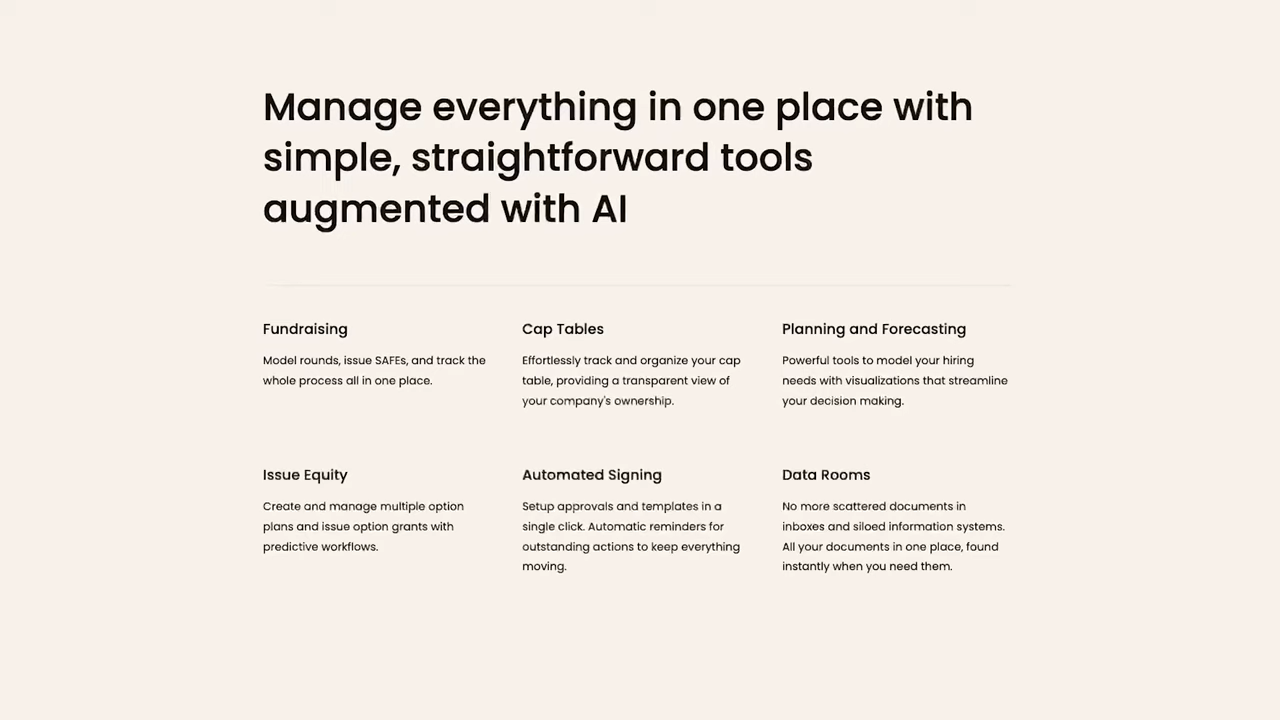 Manage everything in one place with
simple, straightforward tools
augmented with AI
Fundraising
Model rounds, issue SAFEs, and track the
whole process all in one place.
Cap Tables
Effortlessly track and organize your cap
table, providing a transparent view of
your company's ownership.
Planning and Forecasting
Powerful tools to model your hiring
needs with visualizations that streamline
your decision making.
Issue Equity
Create and manage multiple option
plans and issue option grants with
predictive workflows.
Automated Signing
Setup approvals and templates in a
single click. Automatic reminders for
outstanding actions to keep everything
moving.
Data Rooms
No more scattered documents in
inboxes and siloed information systems.
All your documents in one place, found
instantly when you need them.